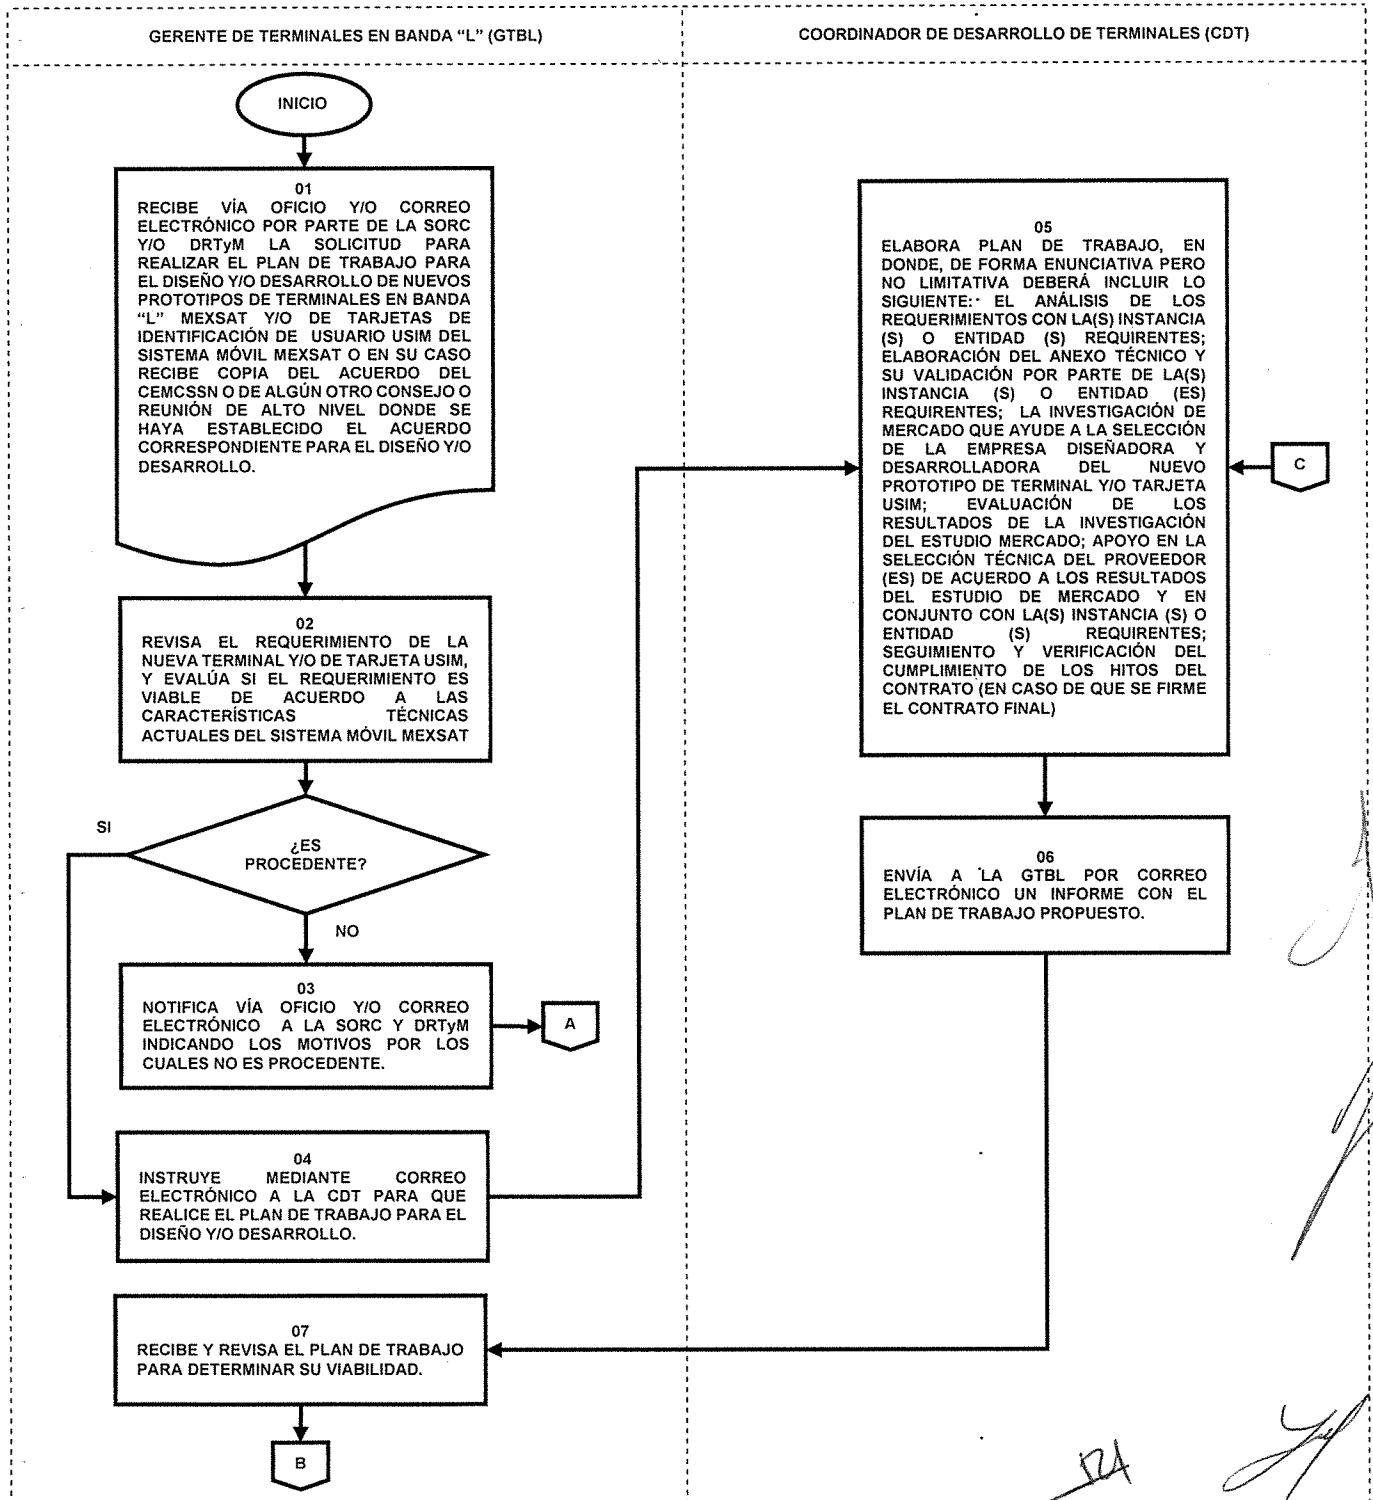 GERENTE DE TERMINALES EN BANDA “L” (GTBL)
COORDINADOR DE DESARROLLO DE TERMINALES (CDT)
INICIO
01
RECIBE VÍA OFICIO Y/O CORREO
ELECTRÓNICO POR PARTE DE LA SORC
Y/O DRTyM LA SOLICITUD PARA
REALIZAR EL PLAN DE TRABAJO PARA
EL DISEÑO Y/O DESARROLLO DE NUEVOS
PROTOTIPOS DE TERMINALES EN BANDA
“L” MEXSAT Y/O DE TARJETAS DE
IDENTIFICACIÓN DE USUARIO USIM DEL
SISTEMA MÓVIL MEXSAT O EN SU CASO
RECIBE COPIA DEL ACUERDO DEL
CEMCSSN O DE ALGÚN OTRO CONSEJO O
REUNIÓN DE ALTO NIVEL DONDE SE
HAYA ESTABLECIDO EL ACUERDO
CORRESPONDIENTE PARA EL DISEÑO Y/O
DESARROLLO.
02
REVISA EL REQUERIMIENTO DE LA
NUEVA TERMINAL Y/O DE TARJETA USIM,
Y EVALÚA SI EL REQUERIMIENTO ES
VIABLE DE ACUERDO A LAS
CARACTERÍSTICAS TÉCNICAS
ACTUALES DEL SISTEMA MÓVIL MEXSAT
SI
¿ES
PROCEDENTE?
NO
03
NOTIFICA VÍA OFICIO Y/O CORREO
ELECTRÓNICO A LA SORC Y DRTyM
INDICANDO LOS MOTIVOS POR LOS
CUALES NO ES PROCEDENTE.
A
04
INSTRUYE MEDIANTE CORREO
ELECTRÓNICO A LA CDT PARA QUE
REALICE EL PLAN DE TRABAJO PARA EL
DISEÑO Y/O DESARROLLO.
05
ELABORA PLAN DE TRABAJO, EN
DONDE, DE FORMA ENUNCIATIVA PERO
NO LIMITATIVA DEBERÁ INCLUIR LO
SIGUIENTE: EL ANÁLISIS DE LOS
REQUERIMIENTOS CON LA(S) INSTANCIA
(S) O ENTIDAD (S) REQUIRENTES;
ELABORACIÓN DEL ANEXO TÉCNICO Y
SU VALIDACIÓN POR PARTE DE LA(S)
INSTANCIA (S) O ENTIDAD (ES)
REQUIRENTES; LA INVESTIGACIÓN DE
MERCADO QUE AYUDE A LA SELECCIÓN
DE LA EMPRESA DISEÑADORA Y
DESARROLLADORA DEL NUEVO
PROTOTIPO DE TERMINAL Y/O TARJETA
USIM; EVALUACIÓN DE LOS
RESULTADOS DE LA INVESTIGACIÓN
DEL ESTUDIO MERCADO; APOYO EN LA
SELECCIÓN TÉCNICA DEL PROVEEDOR
(ES) DE ACUERDO A LOS RESULTADOS
DEL ESTUDIO DE MERCADO Y EN
CONJUNTO CON LA(S) INSTANCIA (S) O
ENTIDAD (S) REQUIRENTES;
SEGUIMIENTO Y VERIFICACIÓN DEL
CUMPLIMIENTO DE LOS HITOS DEL
CONTRATO (EN CASO DE QUE SE FIRME
EL CONTRATO FINAL)
C
06
ENVÍA A LA GTBL POR CORREO
ELECTRÓNICO UN INFORME CON EL
PLAN DE TRABAJO PROPUESTO.
07
RECIBE Y REVISA EL PLAN DE TRABAJO
PARA DETERMINAR SU VIABILIDAD.
B